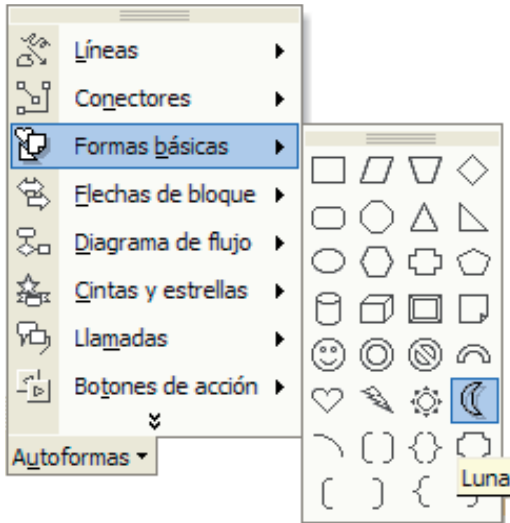 Líneas
Conectores
Formas básicas
Flechas de bloque
Diagrama de flujo
Cintas y estrellas
Llamadas
Botones de acción
Autoformas
Luna